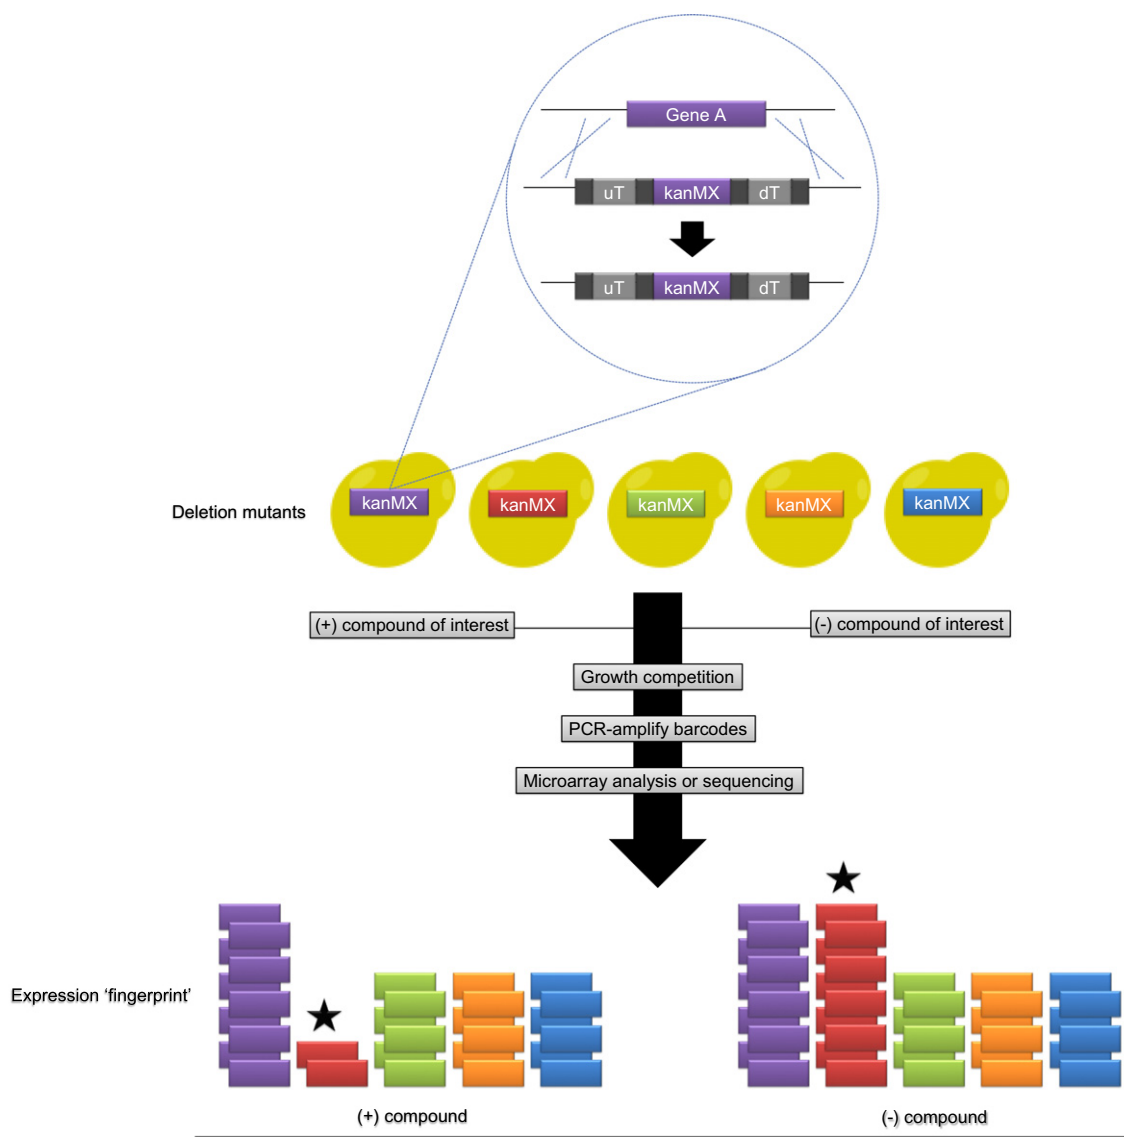 Gene A
uT kanMX dT
uT kanMX dT
Deletion mutants
kanMX kanMX kanMX kanMX kanMX
(+) compound of interest
(-) compound of interest
Growth competition
PCR-amplify barcodes
Microarray analysis or sequencing
Expression ‘fingerprint’
(+) compound
(-) compound